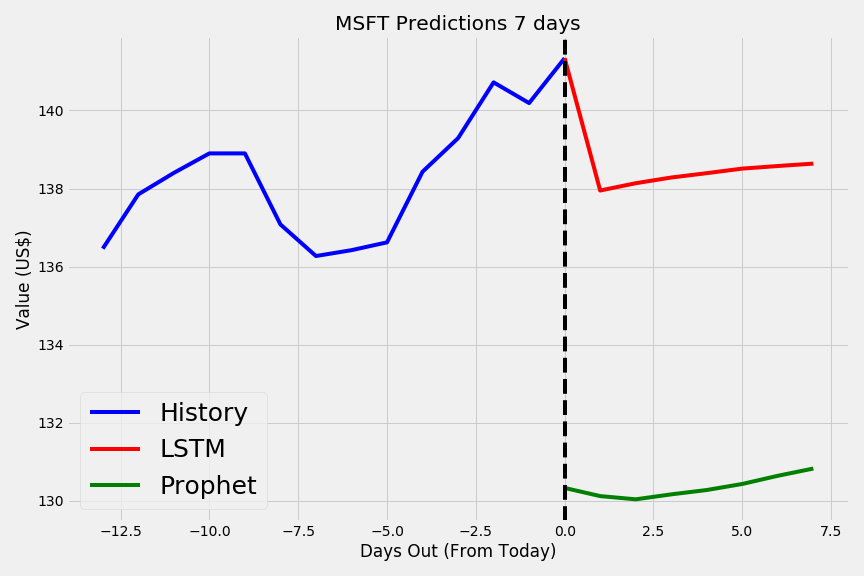 MSFT Predictions 7 days
Value (US$)
140
138
136
134
132
130
History
LSTM
Prophet
−12.5 −10.0 −7.5 −5.0 −2.5 0.0 2.5 5.0 7.5
Days Out (From Today)